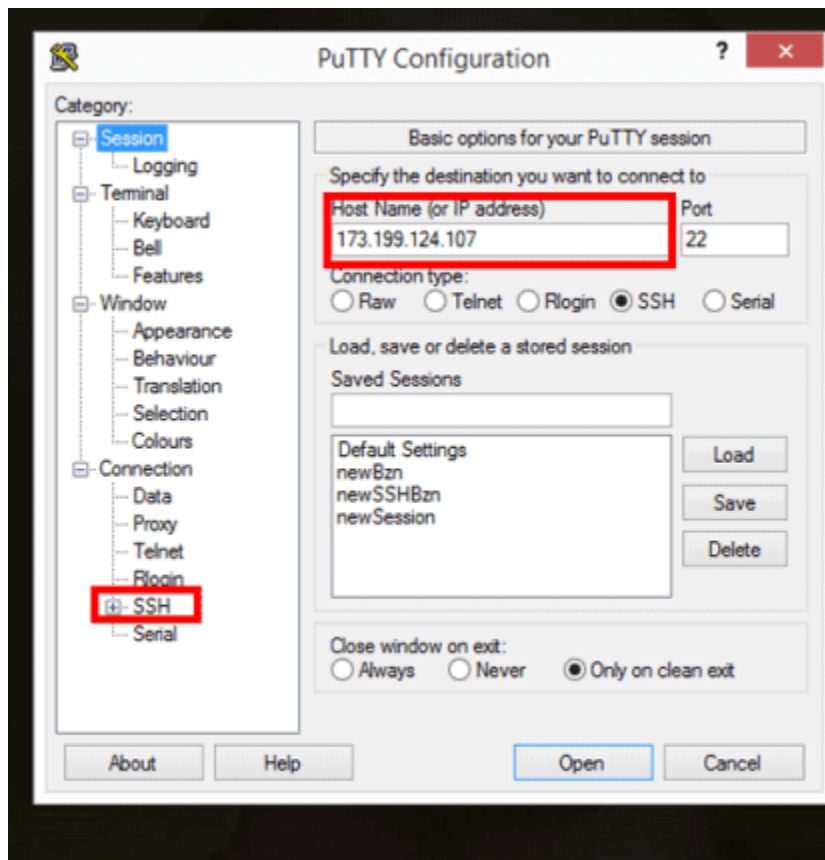 PuTTY Configuration
?
Category:
Session
Logging
Terminal
Keyboard
Bell
Features
Window
Appearance
Behaviour
Translation
Selection
Colours
Connection
Data
Proxy
Telnet
Rlogin
SSH
Serial
Basic options for your PuTTY session
Specify the destination you want to connect to
Host Name (or IP address) Port
173.199.124.107 22
Connection type:
Raw Telnet Rlogin SSH Serial
Load, save or delete a stored session
Saved Sessions
Default Settings
newBzn
newSSHBzn
newSession
Load
Save
Delete
Close window on exit:
Always Never Only on clean exit
About Help Open Cancel